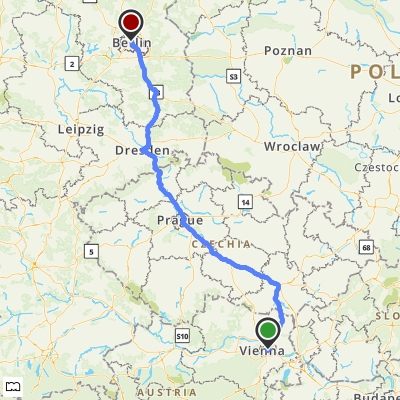 Berlin
Poznan
2
S3
POL
Leipzig
Dresden
Wroclaw
Czestoc
14
Prague
CZECHIA
68
5
SLO
S10
Vienna
AUSTRIA
Budape